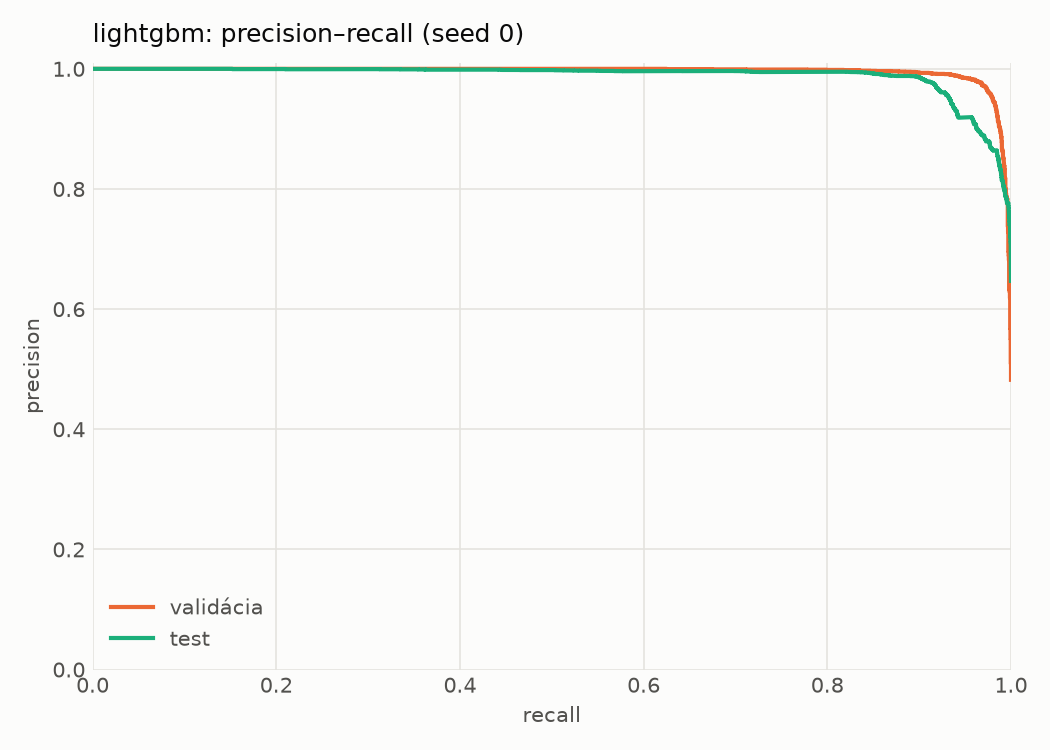 lightgbm: precision–recall (seed 0)
precision
1.0
0.8
0.6
0.4
0.2
0.0
validácia
test
0.0 0.2 0.4 0.6 0.8 1.0
recall